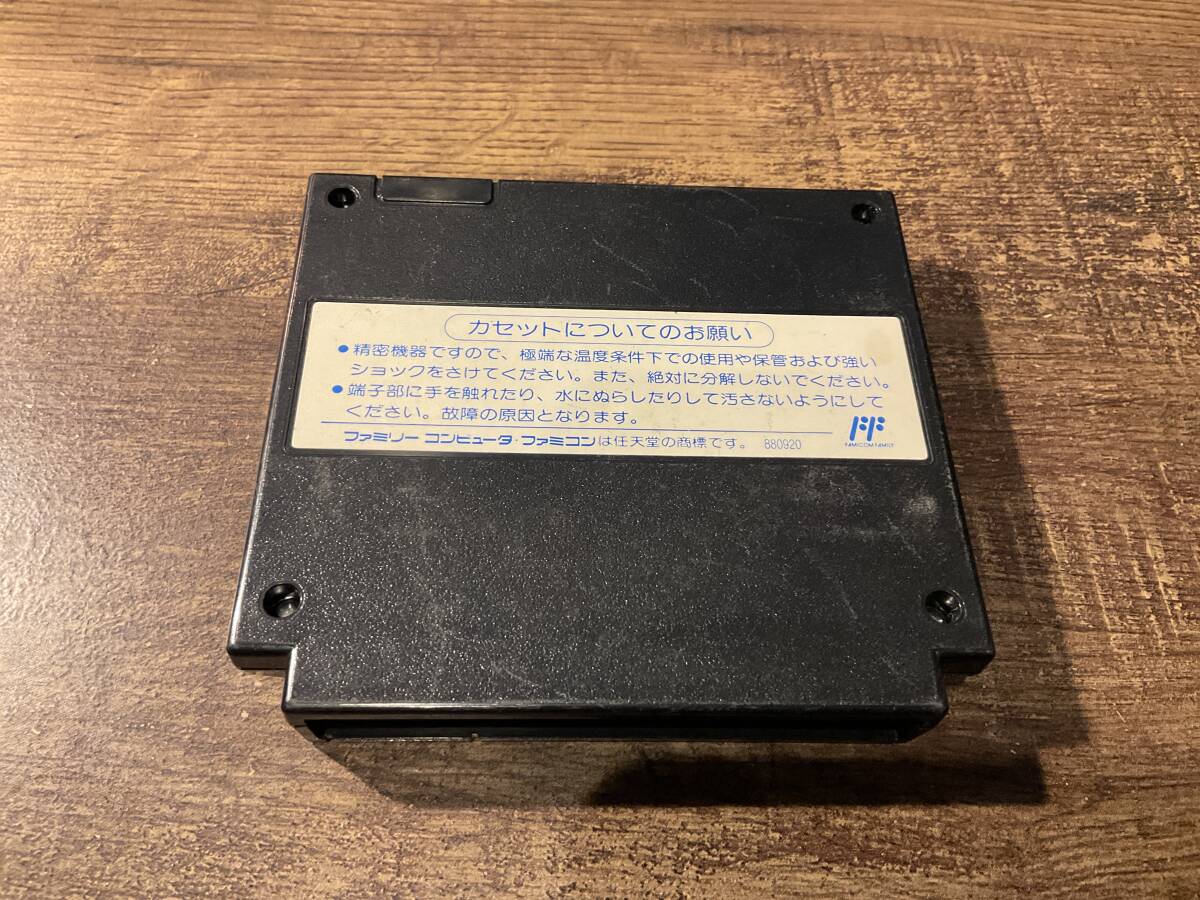 カセットについてのお願い
●精密機器ですので、極端な温度条件下での使用や保管および強い
ショックをさけてください。また、絶対に分解しないでください。
●端子部に手を触れたり、水にぬらしたりして汚さないようにして
ください。故障の原因となります。
ファミリー コンピュータ・ファミコンは任天堂の商標です。 880920
FF
FAMICOM FAMILY